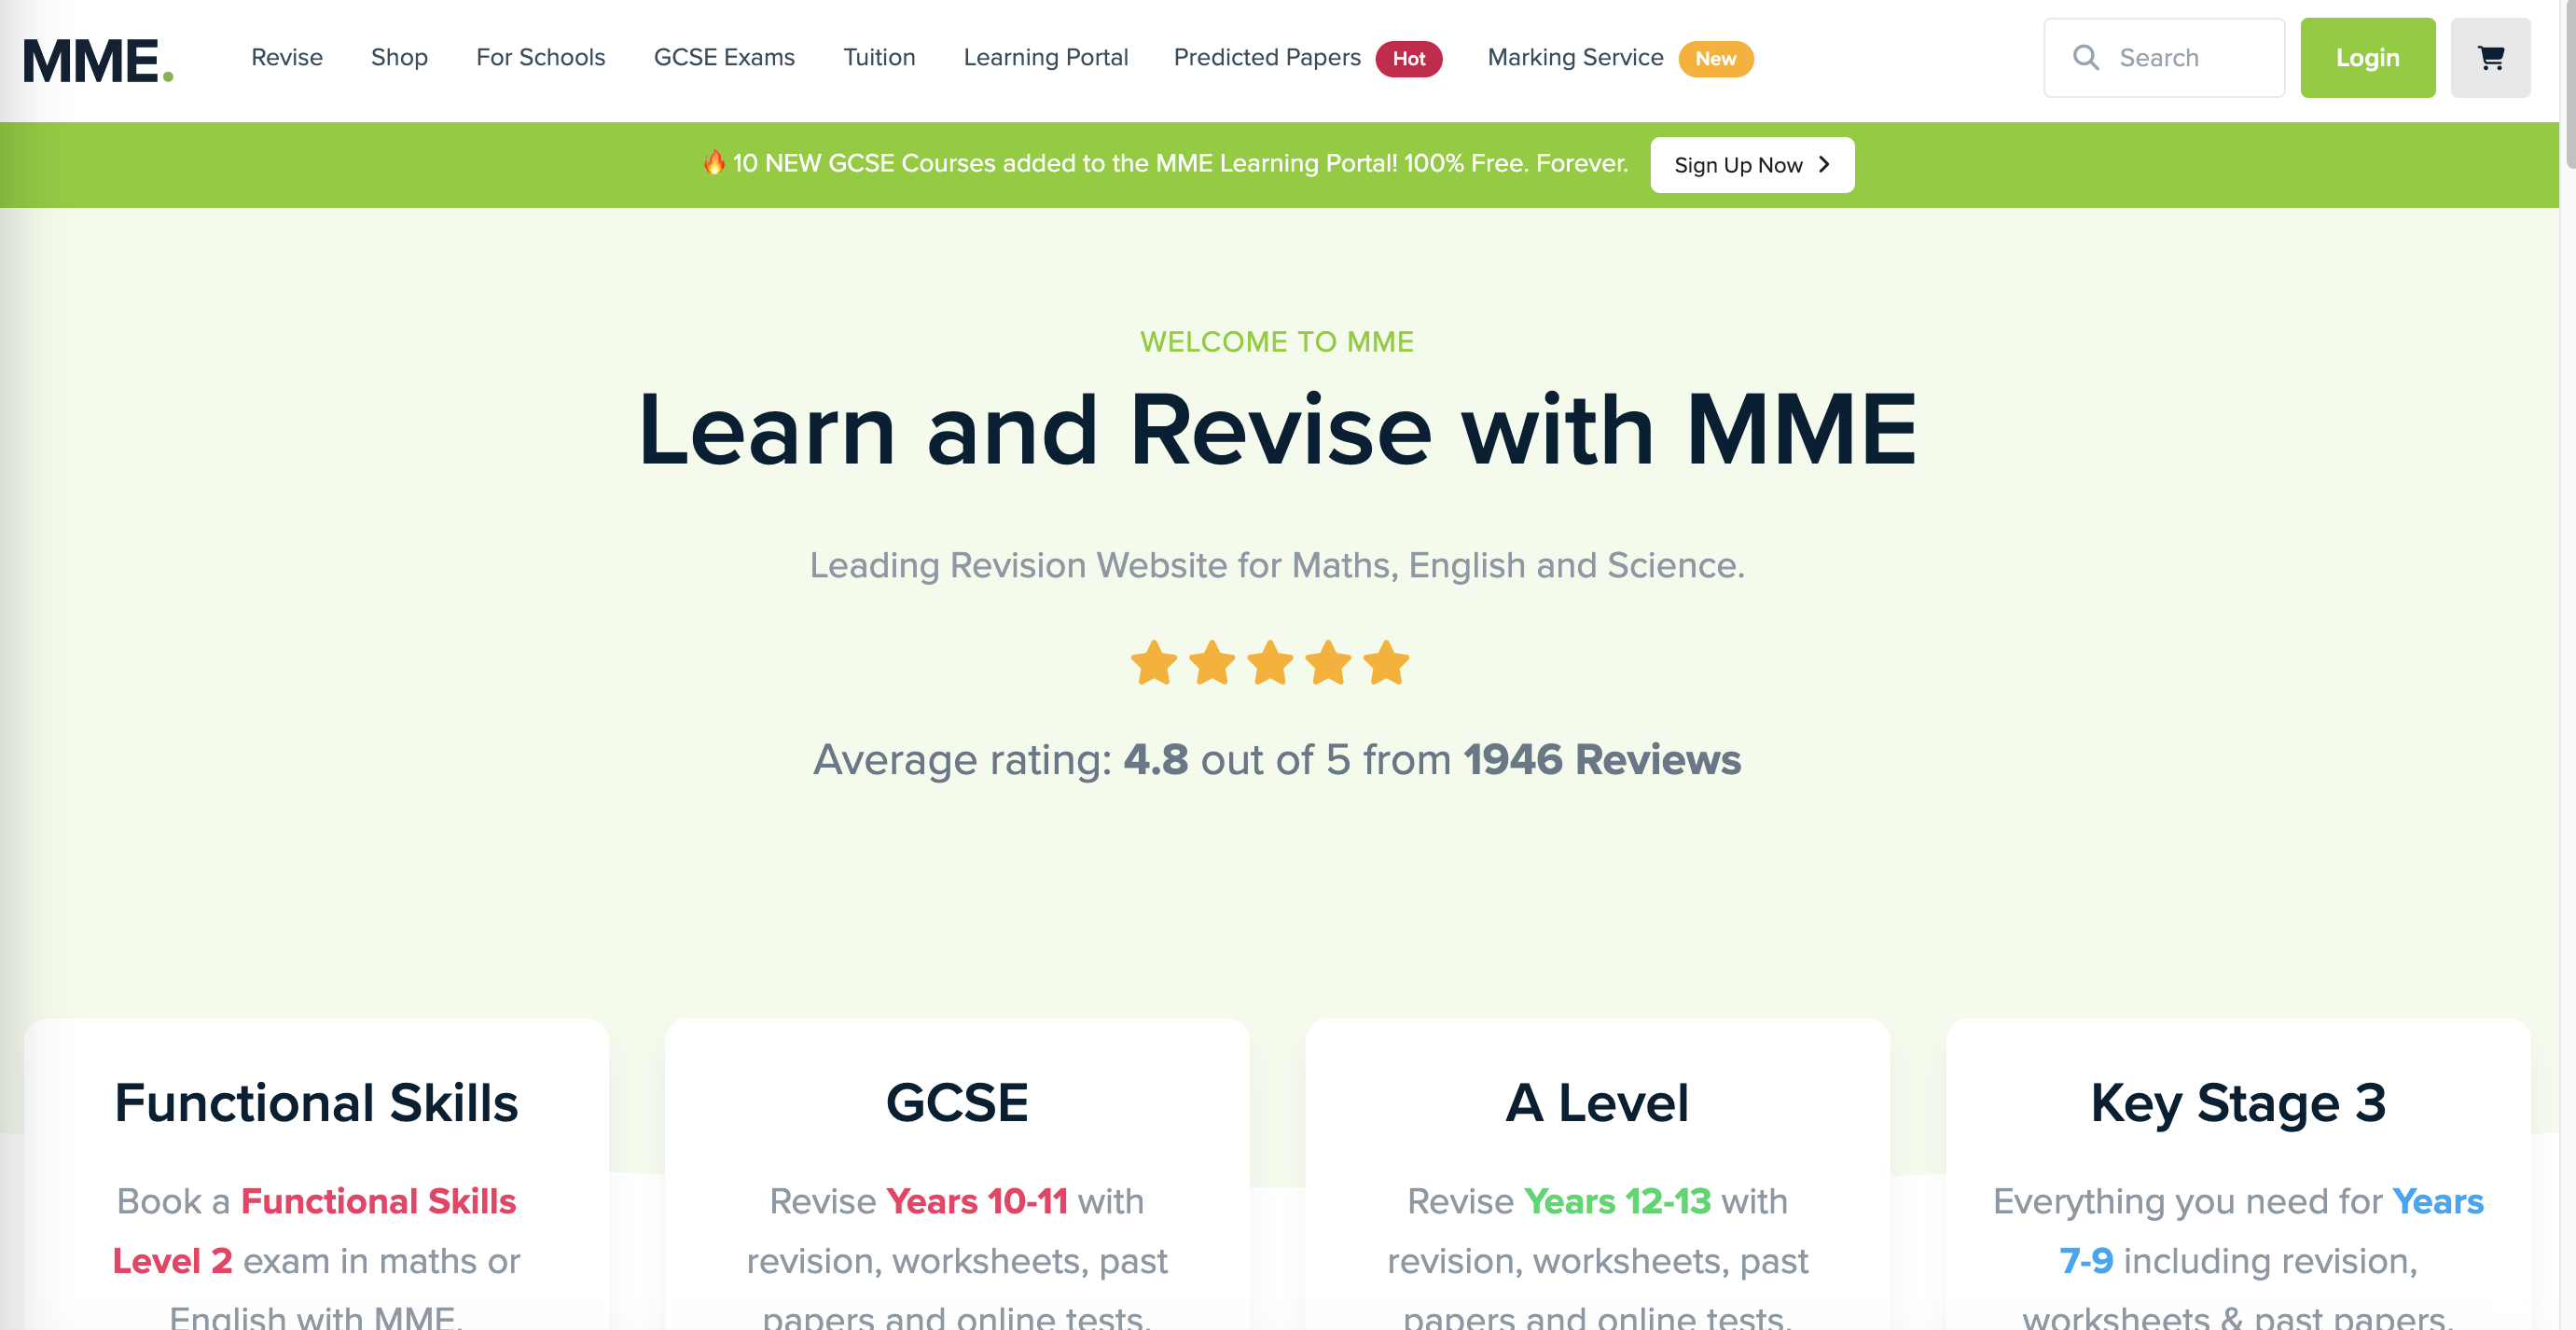 MME.
Revise
Shop
For Schools
GCSE Exams
Tuition
Learning Portal
Predicted Papers
Hot
Marking Service
New
Search
Login
🔥 10 NEW GCSE Courses added to the MME Learning Portal! 100% Free. Forever.
Sign Up Now
WELCOME TO MME
Learn and Revise with MME
Leading Revision Website for Maths, English and Science.
Average rating: 4.8 out of 5 from 1946 Reviews
Functional Skills
Book a Functional Skills
Level 2 exam in maths or
English with MME.
GCSE
Revise Years 10-11 with
revision, worksheets, past
papers and online tests.
A Level
Revise Years 12-13 with
revision, worksheets, past
papers and online tests.
Key Stage 3
Everything you need for Years
7-9 including revision,
worksheets & past papers.